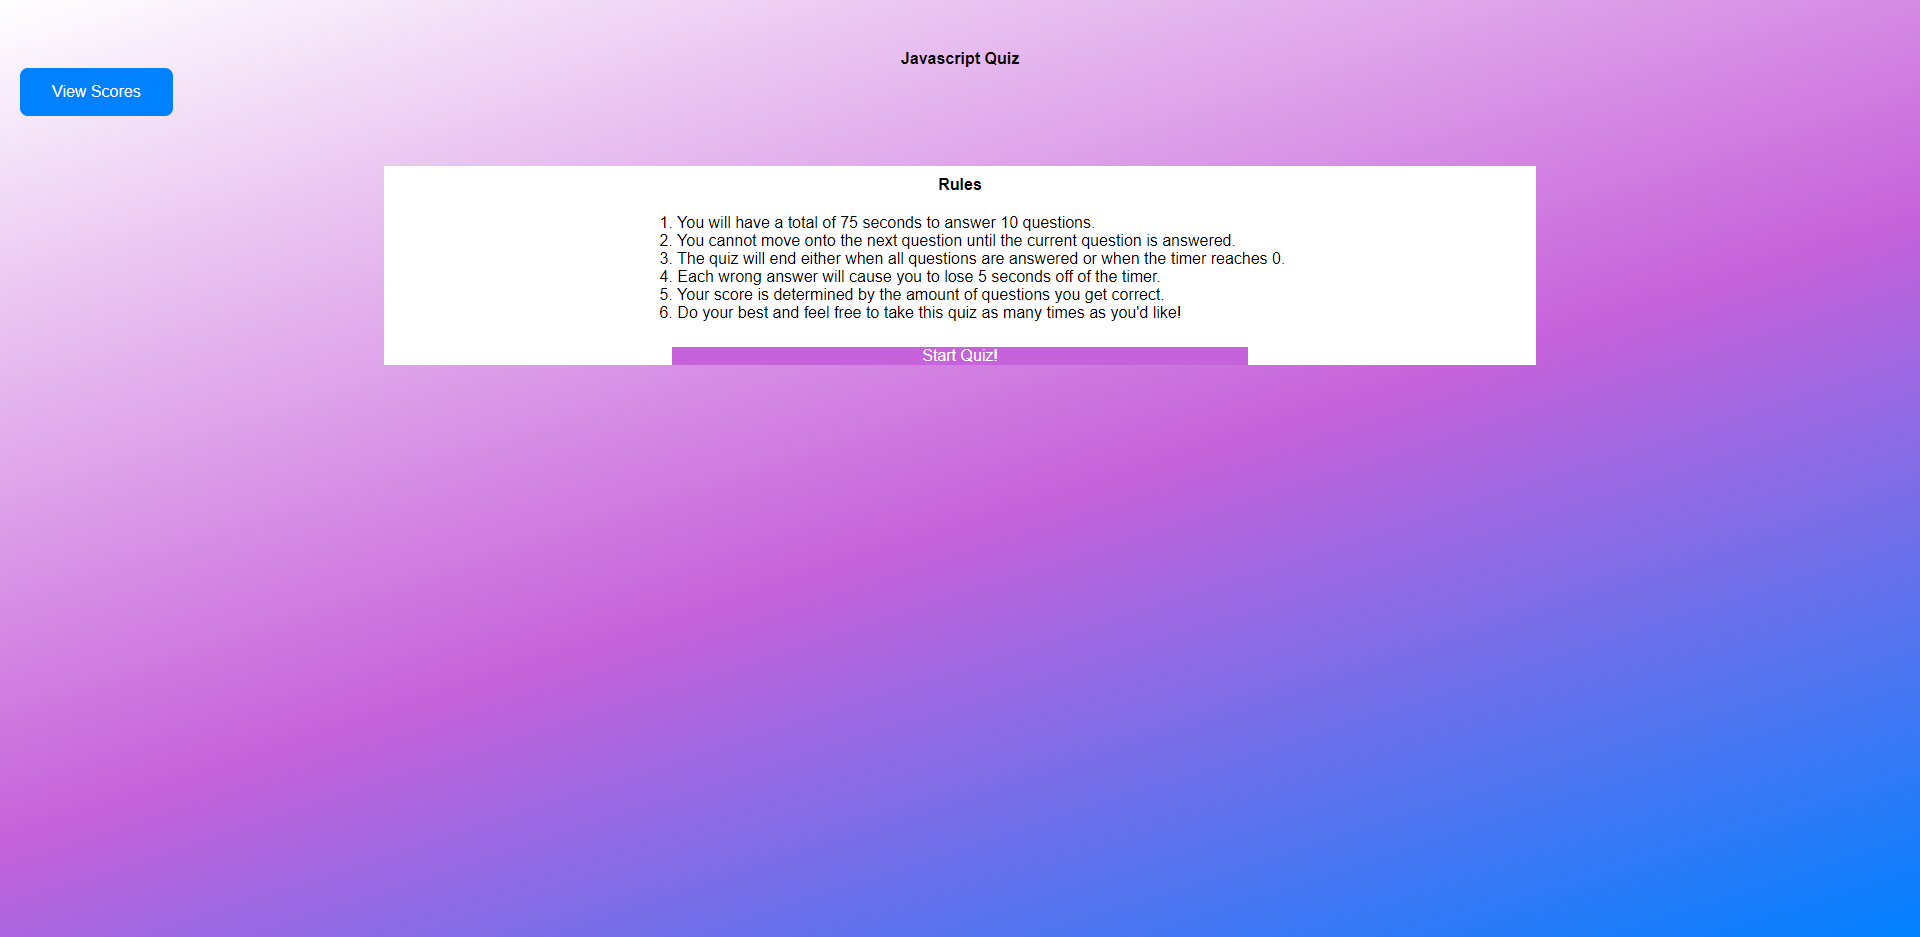 Javascript Quiz
View Scores
Rules
1. You will have a total of 75 seconds to answer 10 questions.
2. You cannot move onto the next question until the current question is answered.
3. The quiz will end either when all questions are answered or when the timer reaches 0.
4. Each wrong answer will cause you to lose 5 seconds off of the timer.
5. Your score is determined by the amount of questions you get correct.
6. Do your best and feel free to take this quiz as many times as you'd like!
Start Quiz!